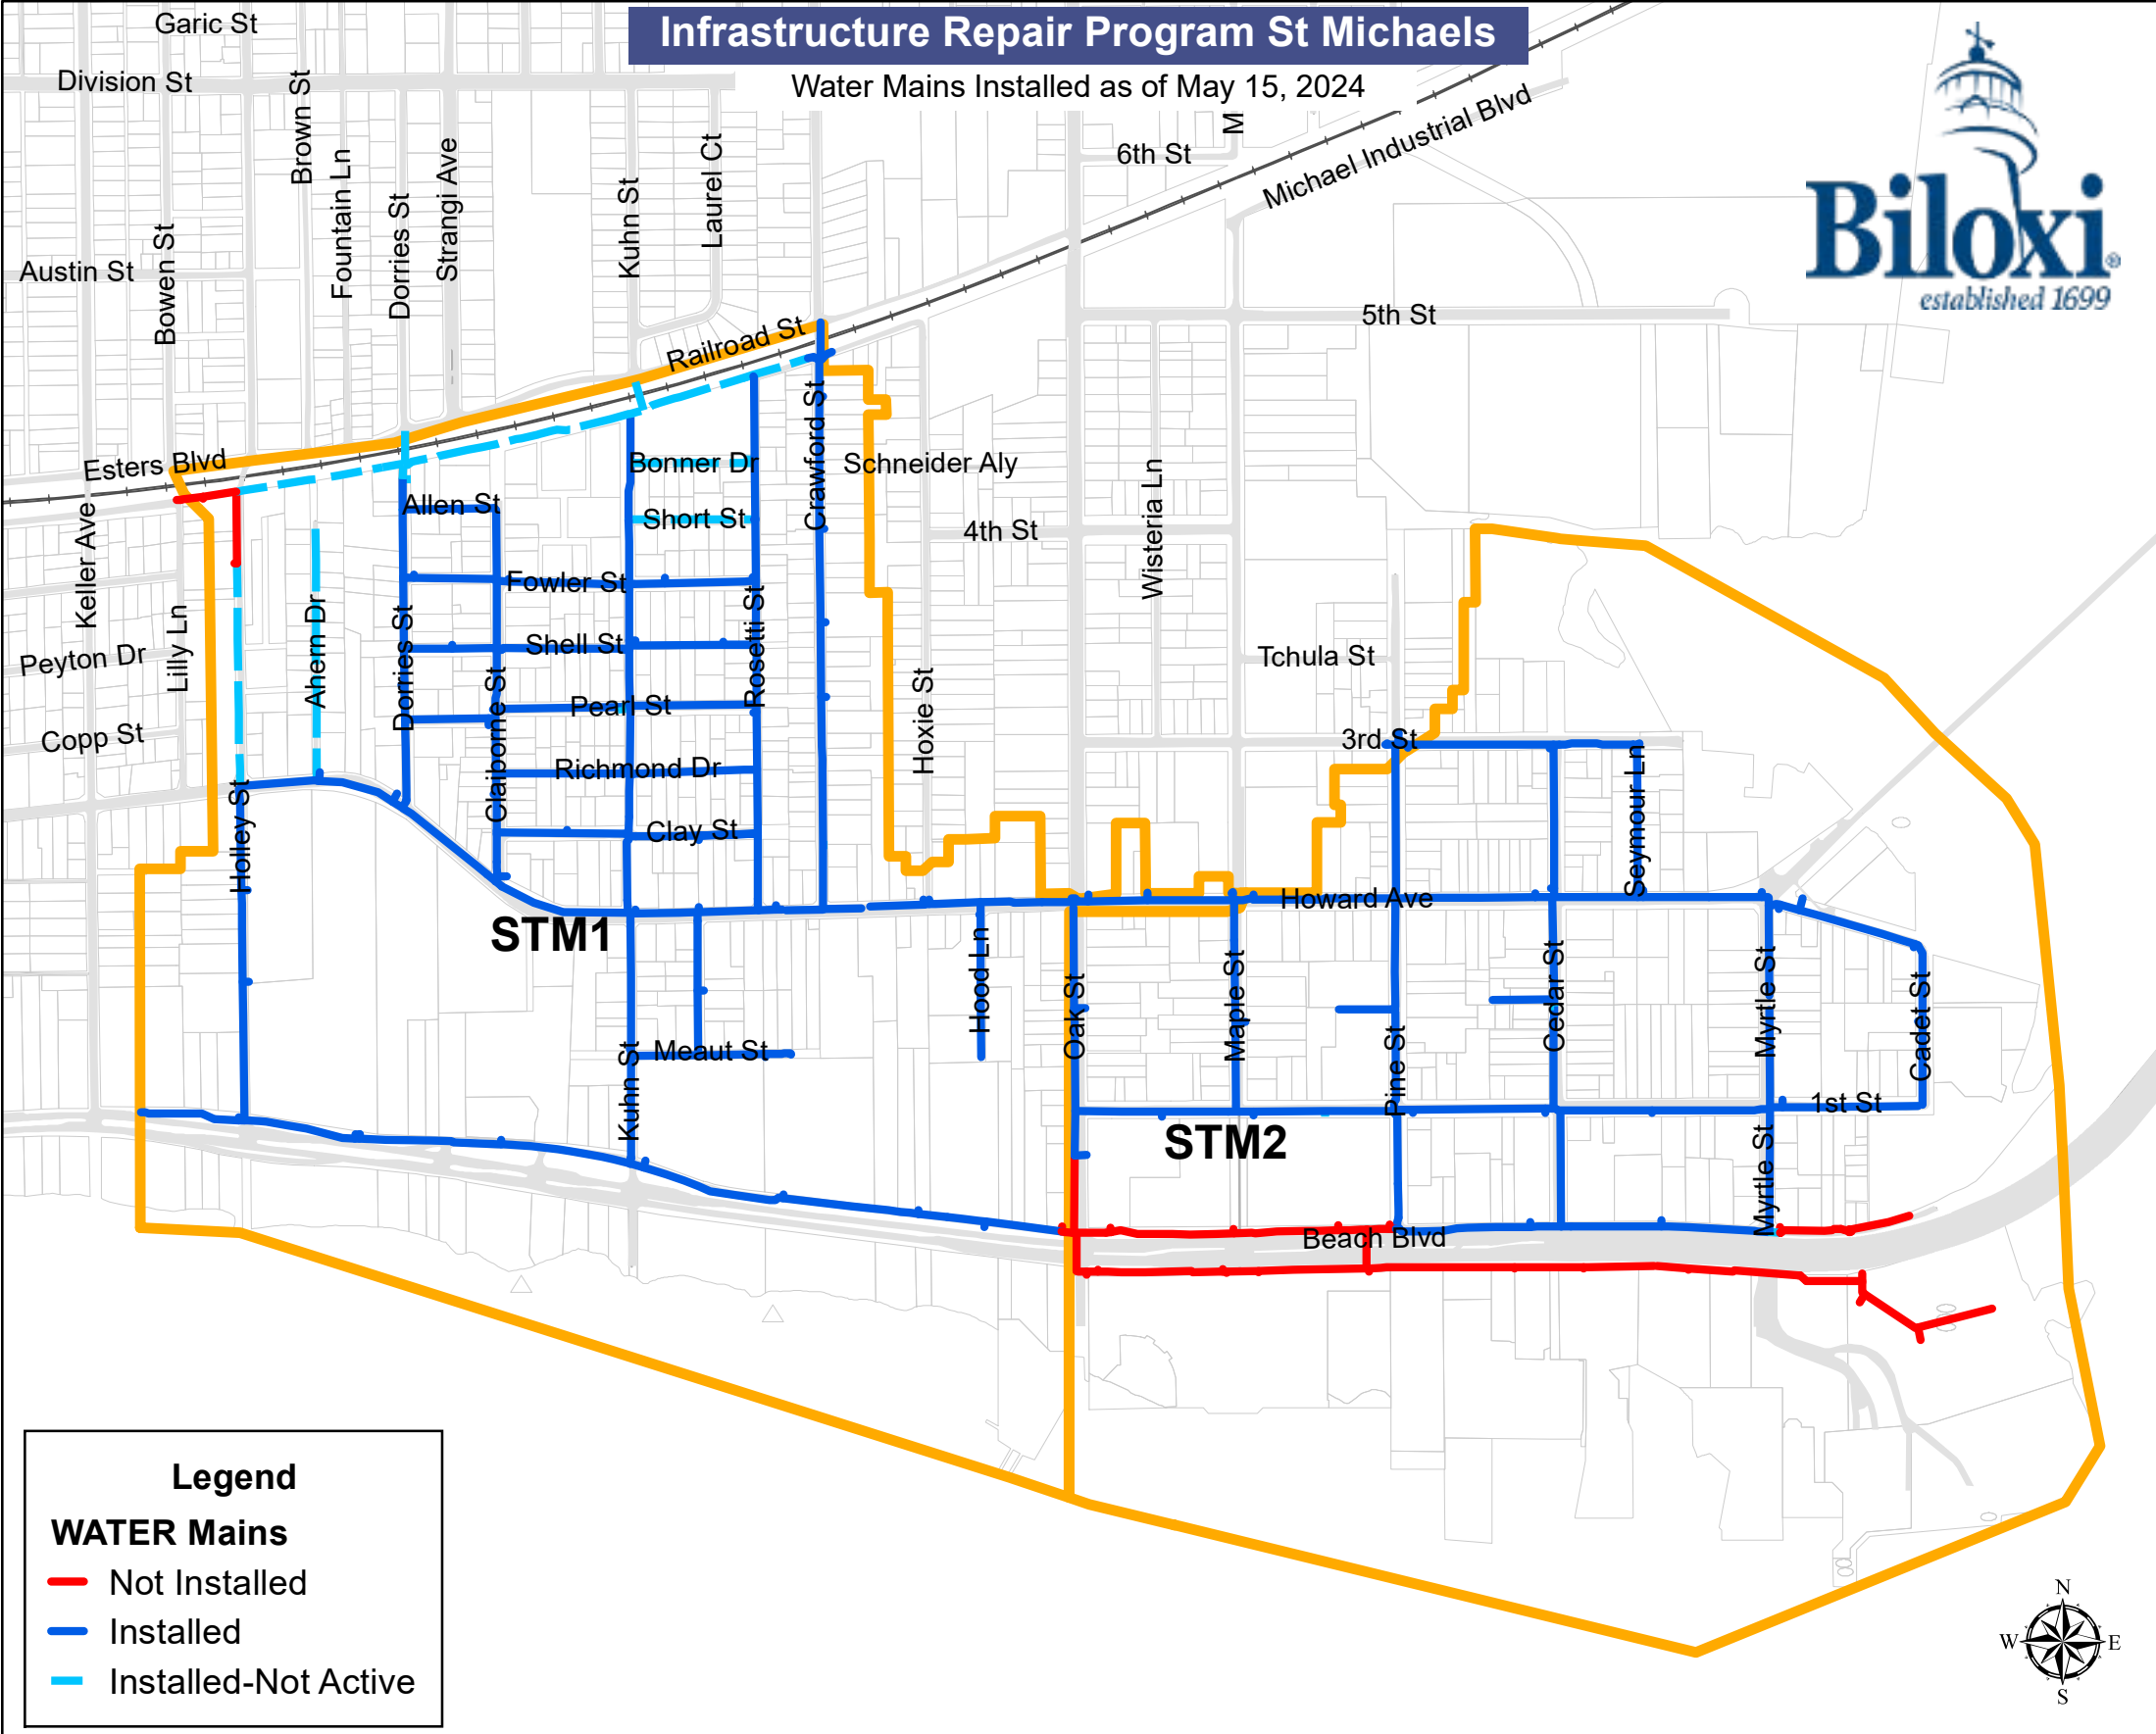 Infrastructure Repair Program St Michaels
Water Mains Installed as of May 15, 2024
Biloxi®
established 1699
Garic St
Division St
Brown St
Fountain Ln
Dorries St
Strangi Ave
Kuhn St
Laurel Ct
M
6th St
Michael Industrial Blvd
Austin St
Bowen St
5th St
Railroad St
Esters Blvd
Keller Ave
Allen St
Bonner Dr
Short St
Crawford St
Schneider Aly
4th St
Wisteria Ln
Fowler St
Lilly Ln
Ahern Dr
Dorries St
Shell St
Rosetti St
Peyton Dr
Tchula St
Claiborne St
Pearl St
Hoxie St
Copp St
3rd St
Richmond Dr
Seymour Ln
Holley St
Clay St
Howard Ave
STM1
Hood Ln
Oak St
Maple St
Pine St
Cedar St
Myrtle St
Cadet St
Kuhn St
Meaut St
1st St
STM2
Myrtle St
Beach Blvd
Legend
WATER Mains
Not Installed
Installed
Installed-Not Active
N
W E
S